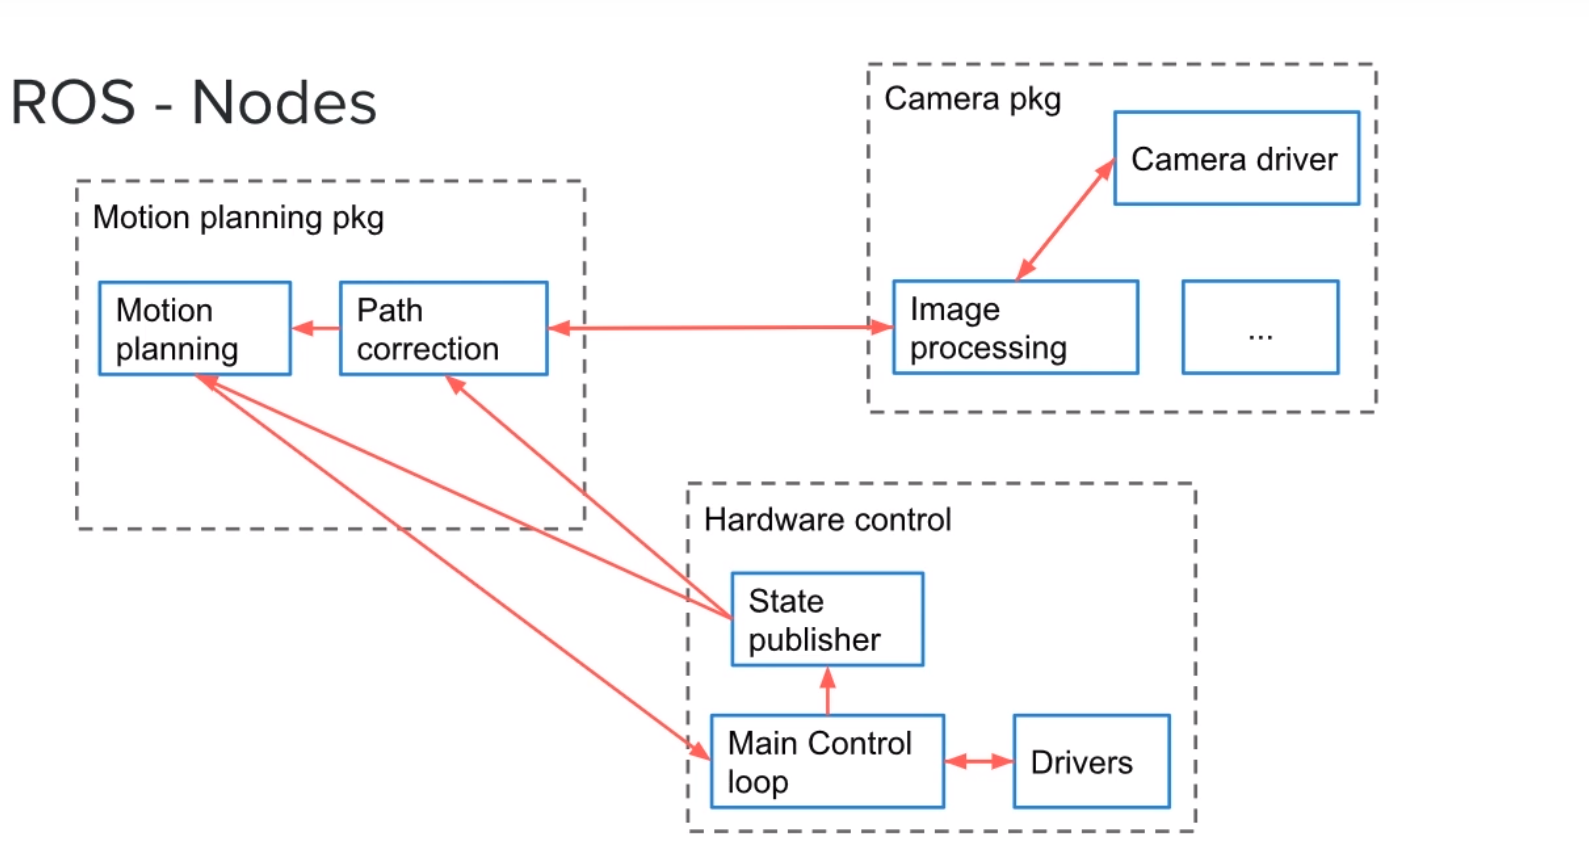 ROS - Nodes
Camera pkg
Camera driver
Motion planning pkg
Motion
planning
Path
correction
Image
processing
...
Hardware control
State
publisher
Main Control
loop
Drivers